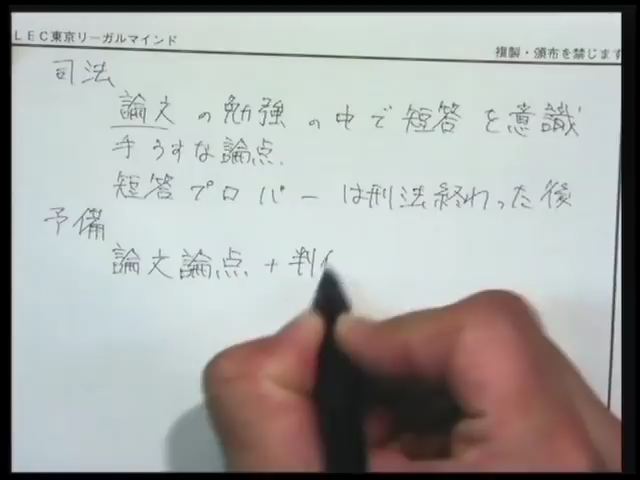 LEC東京リーガルマインド
複製・頒布を禁じます
司法
論文の勉強の中で短答を意識
手うすな論点.
短答プロパーは刑法終わった後
予備
論文論点+判